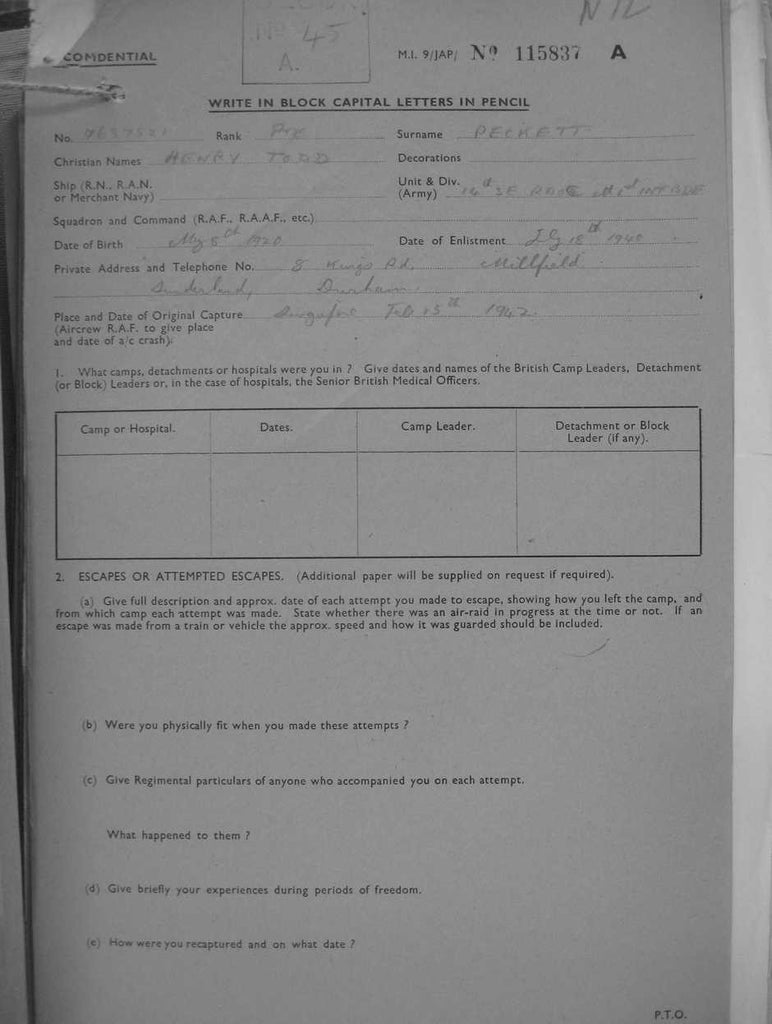 NIL
No 45
A.
CONFIDENTIAL
M.I. 9/JAP/ No 115837 A
WRITE IN BLOCK CAPITAL LETTERS IN PENCIL
No. Rank Pte Surname PECKETT
Christian Names HENRY TODD Decorations
Ship (R.N., R.A.N. or Merchant Navy)
Unit & Div. (Army)
Squadron and Command (R.A.F., R.A.A.F., etc.)
Date of Birth 8th 1920 Date of Enlistment 18th 1940
Private Address and Telephone No. 8 Kings Rd. Millfield
Sunderland, Durham
Place and Date of Original Capture Singapore Feb 15th 1942
(Aircrew R.A.F. to give place
and date of a/c crash):
1. What camps, detachments or hospitals were you in ? Give dates and names of the British Camp Leaders, Detachment
(or Block) Leaders or, in the case of hospitals, the Senior British Medical Officers.
Camp or Hospital. Dates. Camp Leader. Detachment or Block Leader (if any).
2. ESCAPES OR ATTEMPTED ESCAPES. (Additional paper will be supplied on request if required).
(a) Give full description and approx. date of each attempt you made to escape, showing how you left the camp, and
from which camp each attempt was made. State whether there was an air-raid in progress at the time or not. If an
escape was made from a train or vehicle the approx. speed and how it was guarded should be included.
(b) Were you physically fit when you made these attempts ?
(c) Give Regimental particulars of anyone who accompanied you on each attempt.
What happened to them ?
(d) Give briefly your experiences during periods of freedom.
(e) How were you recaptured and on what date ?
P.T.O.